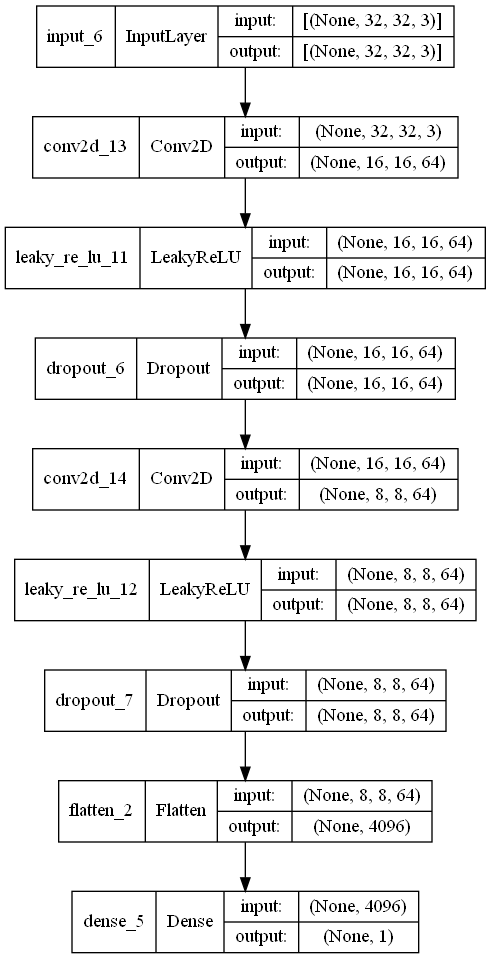 input_6 InputLayer input: [(None, 32, 32, 3)]
output: [(None, 32, 32, 3)]
conv2d_13 Conv2D input: (None, 32, 32, 3)
output: (None, 16, 16, 64)
leaky_re_lu_11 LeakyReLU input: (None, 16, 16, 64)
output: (None, 16, 16, 64)
dropout_6 Dropout input: (None, 16, 16, 64)
output: (None, 16, 16, 64)
conv2d_14 Conv2D input: (None, 16, 16, 64)
output: (None, 8, 8, 64)
leaky_re_lu_12 LeakyReLU input: (None, 8, 8, 64)
output: (None, 8, 8, 64)
dropout_7 Dropout input: (None, 8, 8, 64)
output: (None, 8, 8, 64)
flatten_2 Flatten input: (None, 8, 8, 64)
output: (None, 4096)
dense_5 Dense input: (None, 4096)
output: (None, 1)